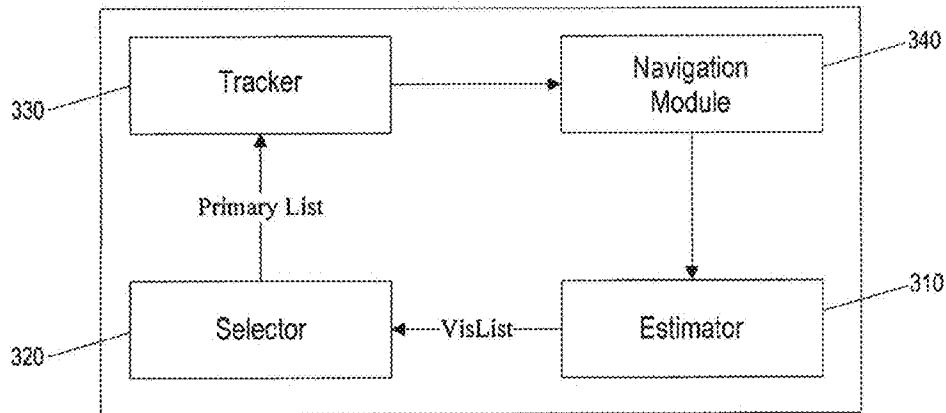 340
Tracker
Navigation
Module
330
Primary List
310
Selector
VisList
Estimator
320